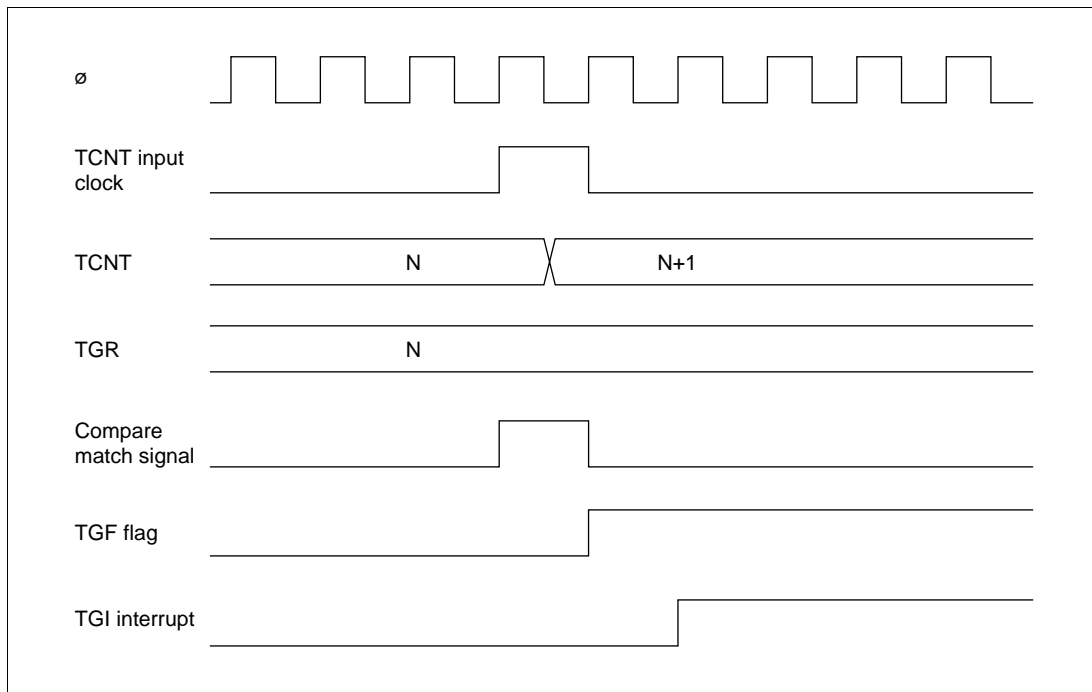 ø
TCNT input
clock
TCNT
N
N+1
TGR
N
Compare
match signal
TGF flag
TGI interrupt